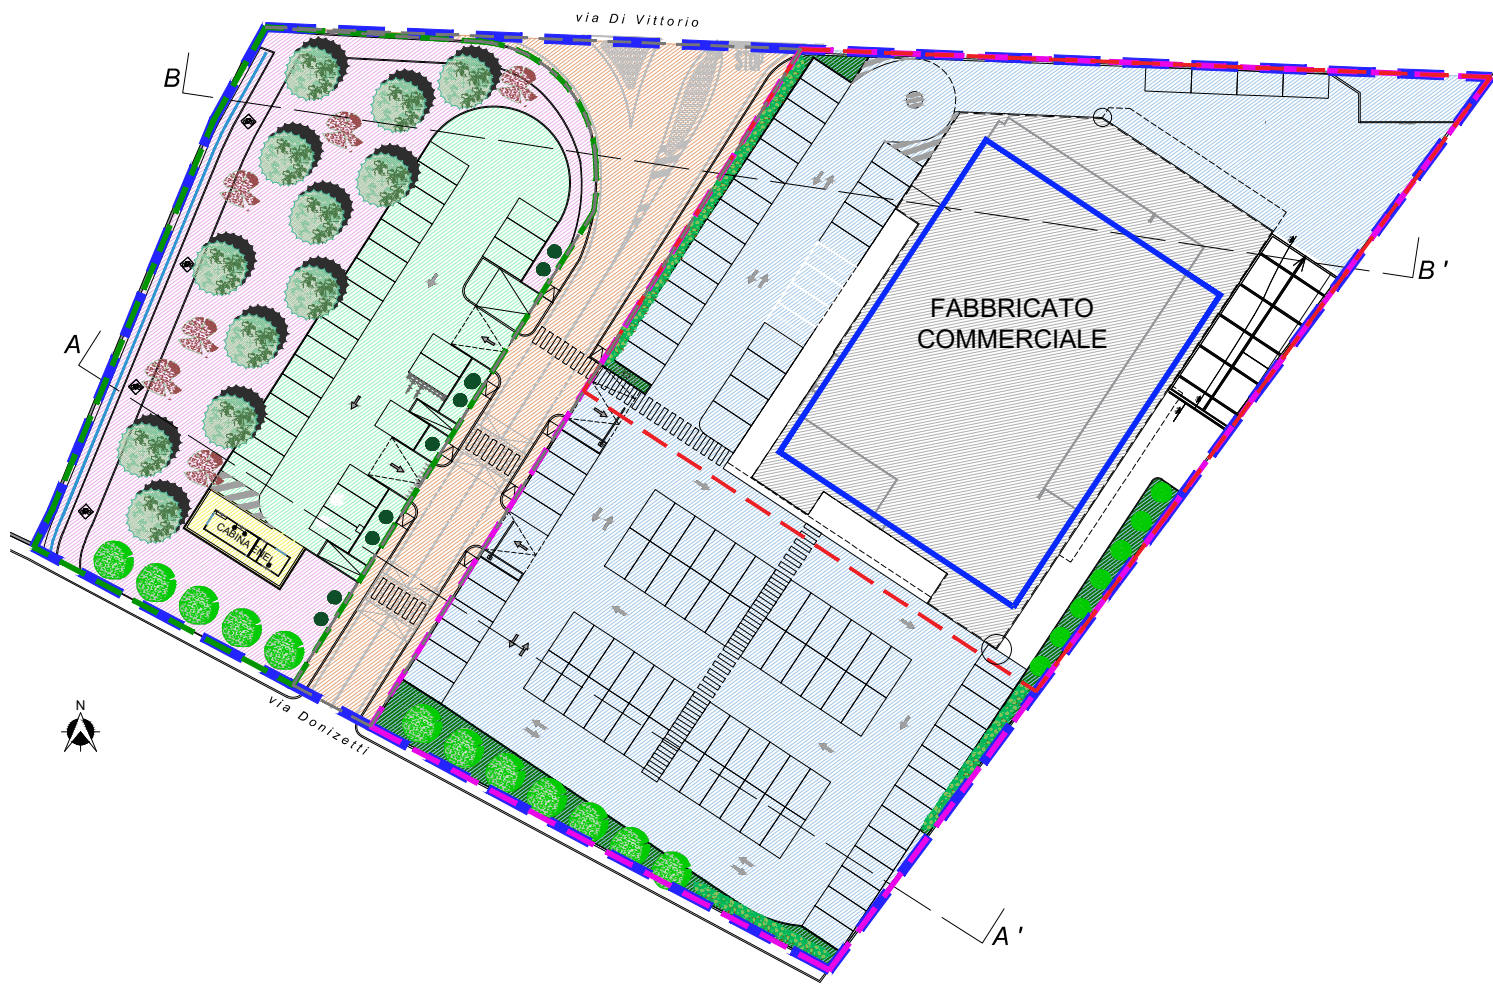 via Di Vittorio
B
B'
FABBRICATO
COMMERCIALE
A
CABINA ENEL
N
via Donizetti
A'